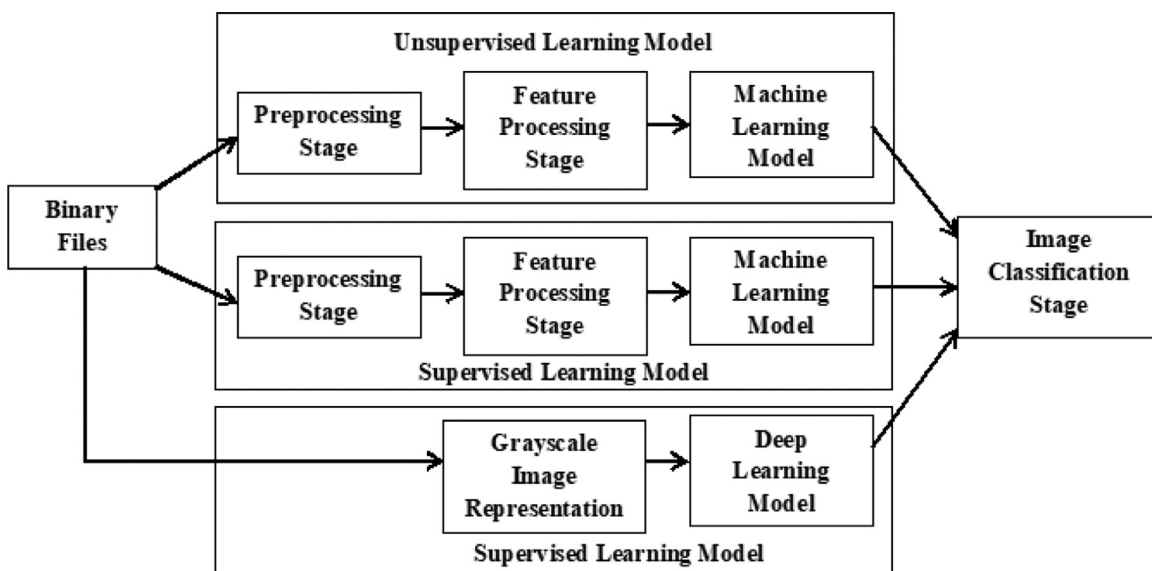 Unsupervised Learning Model
Preprocessing
Stage
Feature
Processing
Stage
Machine
Learning
Model
Binary
Files
Preprocessing
Stage
Feature
Processing
Stage
Machine
Learning
Model
Supervised Learning Model
Image
Classification
Stage
Grayscale
Image
Representation
Deep
Learning
Model
Supervised Learning Model